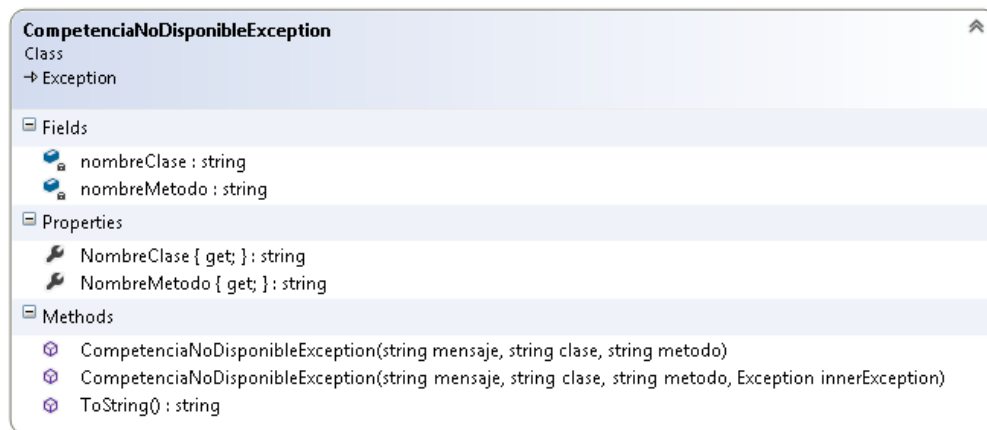 CompetenciaNoDisponibleException
Class
Exception
Fields
nombreClase : string
nombreMetodo : string
Properties
NombreClase { get; } : string
NombreMetodo { get; } : string
Methods
CompetenciaNoDisponibleException(string mensaje, string clase, string metodo)
CompetenciaNoDisponibleException(string mensaje, string clase, string metodo, Exception innerException)
ToString() : string